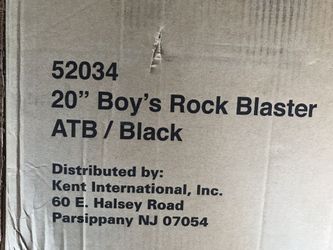 52034
20” Boy’s Rock Blaster
ATB / Black
Distributed by:
Kent International, Inc.
60 E. Halsey Road
Parsippany NJ 07054